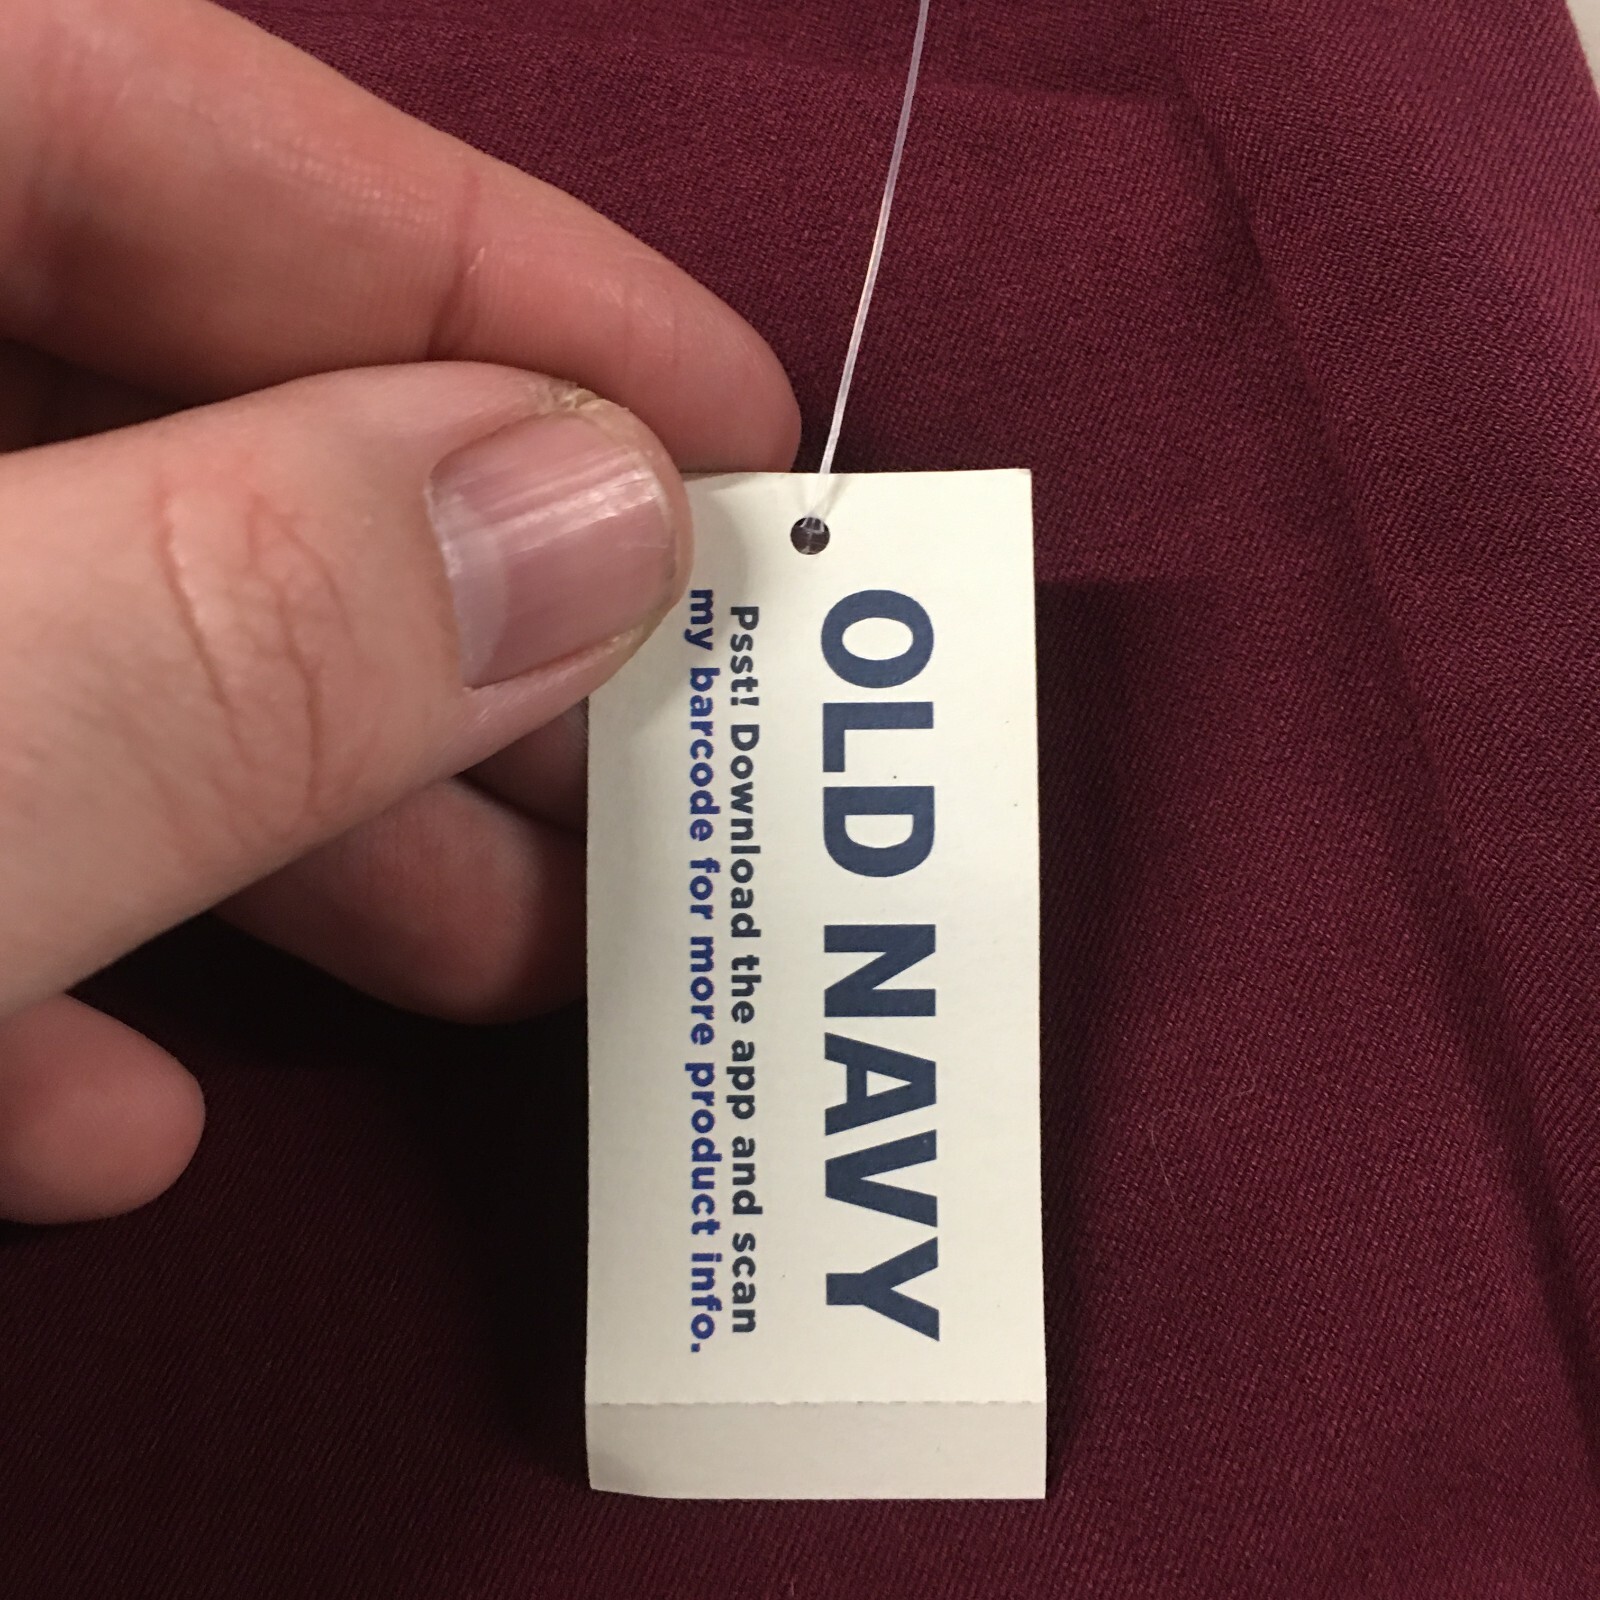 OLD NAVY
Psst! Download the app and scan
my barcode for more product info.